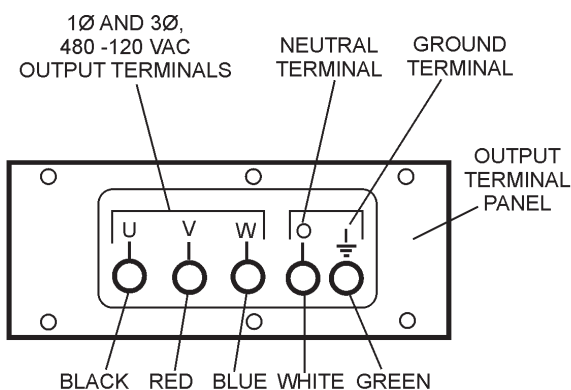 1Ø AND 3Ø,
480 -120 VAC
OUTPUT TERMINALS
NEUTRAL
TERMINAL
GROUND
TERMINAL
OUTPUT
TERMINAL
PANEL
U V W O
BLACK RED BLUE WHITE GREEN